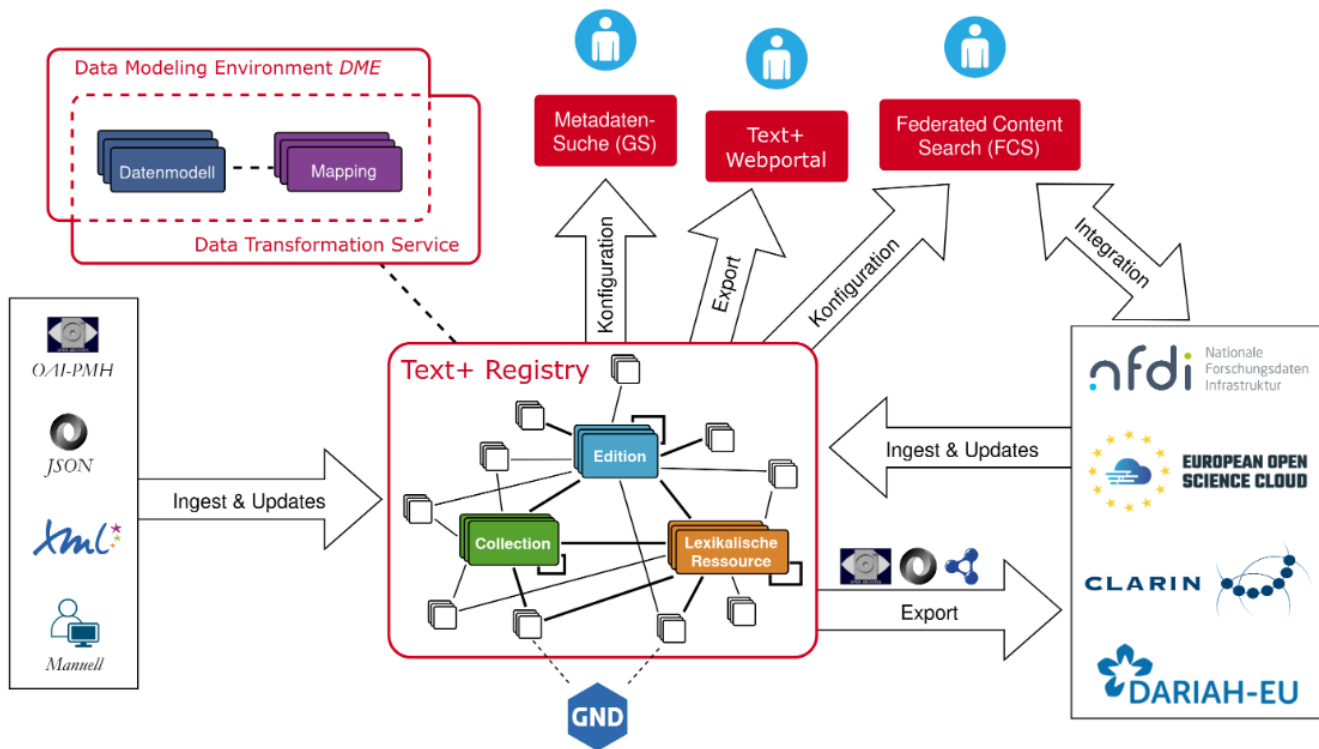 Data Modeling Environment DME
Datenmodell
Mapping
Data Transformation Service
Metadaten-
Suche (GS)
Text+
Webportal
Federated Content
Search (FCS)
Konfiguration
Export
Konfiguration
Integration
OAI-PMH
JSON
Xml
Manuell
Ingest & Updates
Text+ Registry
Edition
Collection
Lexikalische
Ressource
GND
Ingest & Updates
Export
nfdi
Nationale
Forschungsdaten
Infrastruktur
EUROPEAN OPEN
SCIENCE CLOUD
CLARIN
DARIAH-EU